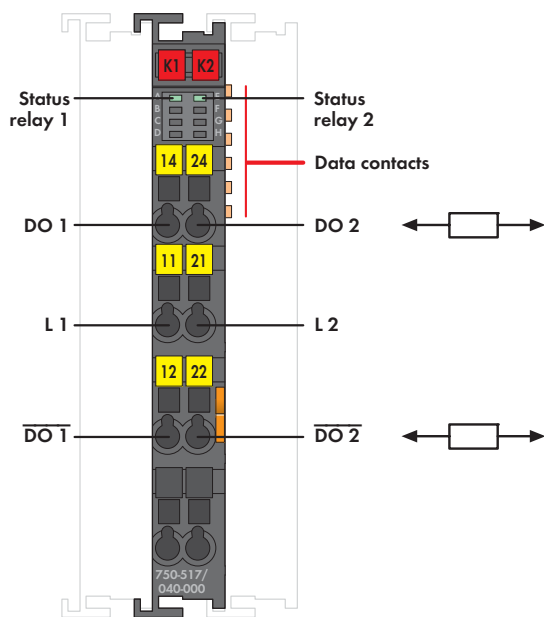 K1 K2
Status relay 1
Status relay 2
A E
B F
C G
D H
Data contacts
14 24
DO 1
DO 2
11 21
L 1
L 2
12 22
DO 1
DO 2
750-517/
040-000